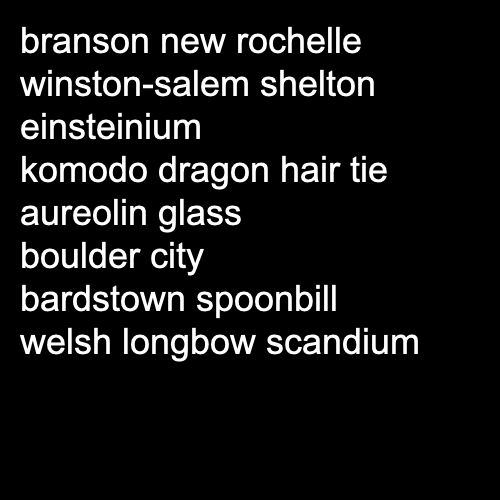 branson new rochelle
winston-salem shelton
einsteinium
komodo dragon hair tie
aureolin glass
boulder city
bardstown spoonbill
welsh longbow scandium